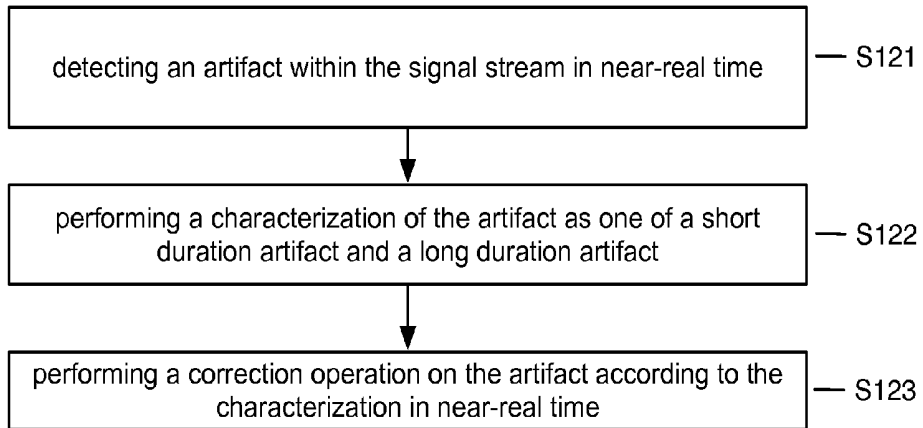 detecting an artifact within the signal stream in near-real time
S121
performing a characterization of the artifact as one of a short
duration artifact and a long duration artifact
S122
performing a correction operation on the artifact according to the
characterization in near-real time
S123